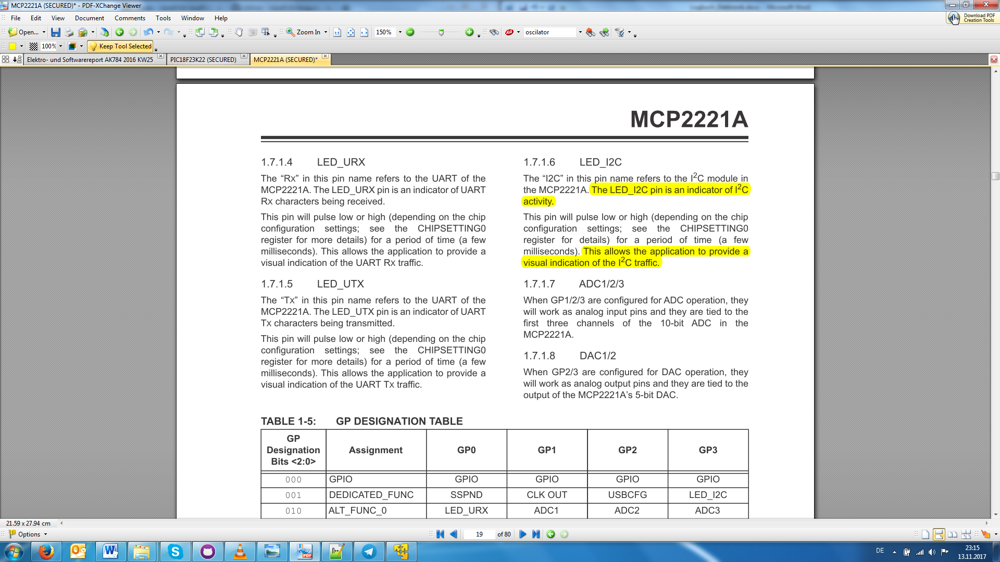 MCP2221A (SECURED)* - PDF-XChange Viewer
File Edit View Document Comments Tools Window Help
Download PDF
Creation Tools
Open... Zoom In 150% oscilator
100% Keep Tool Selected
Elektro- und Softwarereport AK784 2016 KW25 PIC18F23K22 (SECURED) MCP2221A (SECURED)*
MCP2221A
1.7.1.4 LED_URX
The “Rx” in this pin name refers to the UART of the
MCP2221A. The LED_URX pin is an indicator of UART
Rx characters being received.
This pin will pulse low or high (depending on the chip
configuration settings; see the CHIPSETTING0
register for more details) for a period of time (a few
milliseconds). This allows the application to provide a
visual indication of the UART Rx traffic.
1.7.1.5 LED_UTX
The “Tx” in this pin name refers to the UART of the
MCP2221A. The LED_UTX pin is an indicator of UART
Tx characters being transmitted.
This pin will pulse low or high (depending on the chip
configuration settings; see the CHIPSETTING0
register for more details) for a period of time (a few
milliseconds). This allows the application to provide a
visual indication of the UART Tx traffic.
1.7.1.6 LED_I2C
The “I2C” in this pin name refers to the I²C module in
the MCP2221A. The LED_I2C pin is an indicator of I²C
activity.
This pin will pulse low or high (depending on the chip
configuration settings; see the CHIPSETTING0
register for details) for a period of time (a few
milliseconds). This allows the application to provide a
visual indication of the I²C traffic.
1.7.1.7 ADC1/2/3
When GP1/2/3 are configured for ADC operation, they
will work as analog input pins and they are tied to the
first three channels of the 10-bit ADC in the
MCP2221A.
1.7.1.8 DAC1/2
When GP2/3 are configured for DAC operation, they
will work as analog output pins and they are tied to the
output of the MCP2221A’s 5-bit DAC.
TABLE 1-5: GP DESIGNATION TABLE
GP
Designation
Bits <2:0> Assignment GP0 GP1 GP2 GP3
000 GPIO GPIO GPIO GPIO GPIO
001 DEDICATED_FUNC SSPND CLK OUT USBCFG LED_I2C
010 ALT_FUNC_0 LED_URX ADC1 ADC2 ADC3
21.59 x 27.94 cm
Options 19 of 80
DE 23:15
13.11.2017